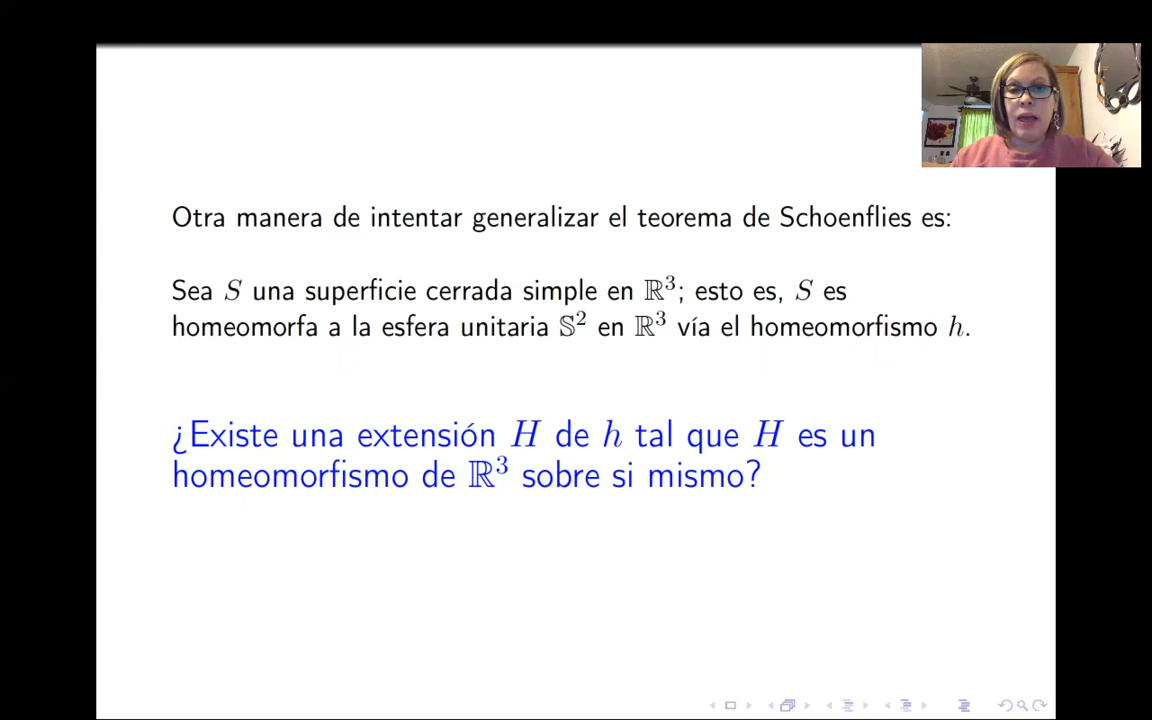 Otra manera de intentar generalizar el teorema de Schoenflies es:
Sea S una superficie cerrada simple en ℝ³; esto es, S es
homeomorfa a la esfera unitaria 𝕊² en ℝ³ vía el homeomorfismo h.
¿Existe una extensión H de h tal que H es un
homeomorfismo de ℝ³ sobre si mismo?